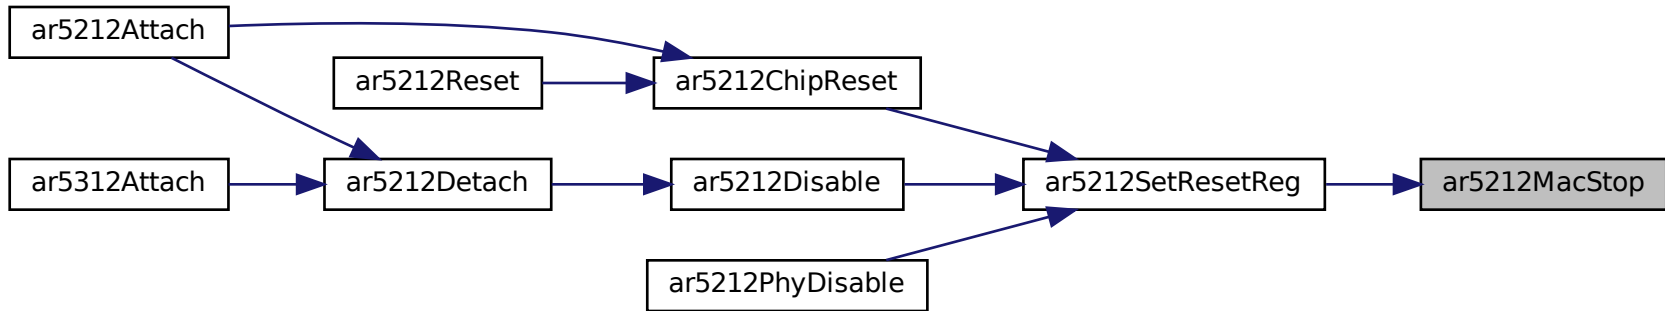 ar5212Attach
ar5212Reset
ar5212ChipReset
ar5312Attach
ar5212Detach
ar5212Disable
ar5212SetResetReg
ar5212MacStop
ar5212PhyDisable